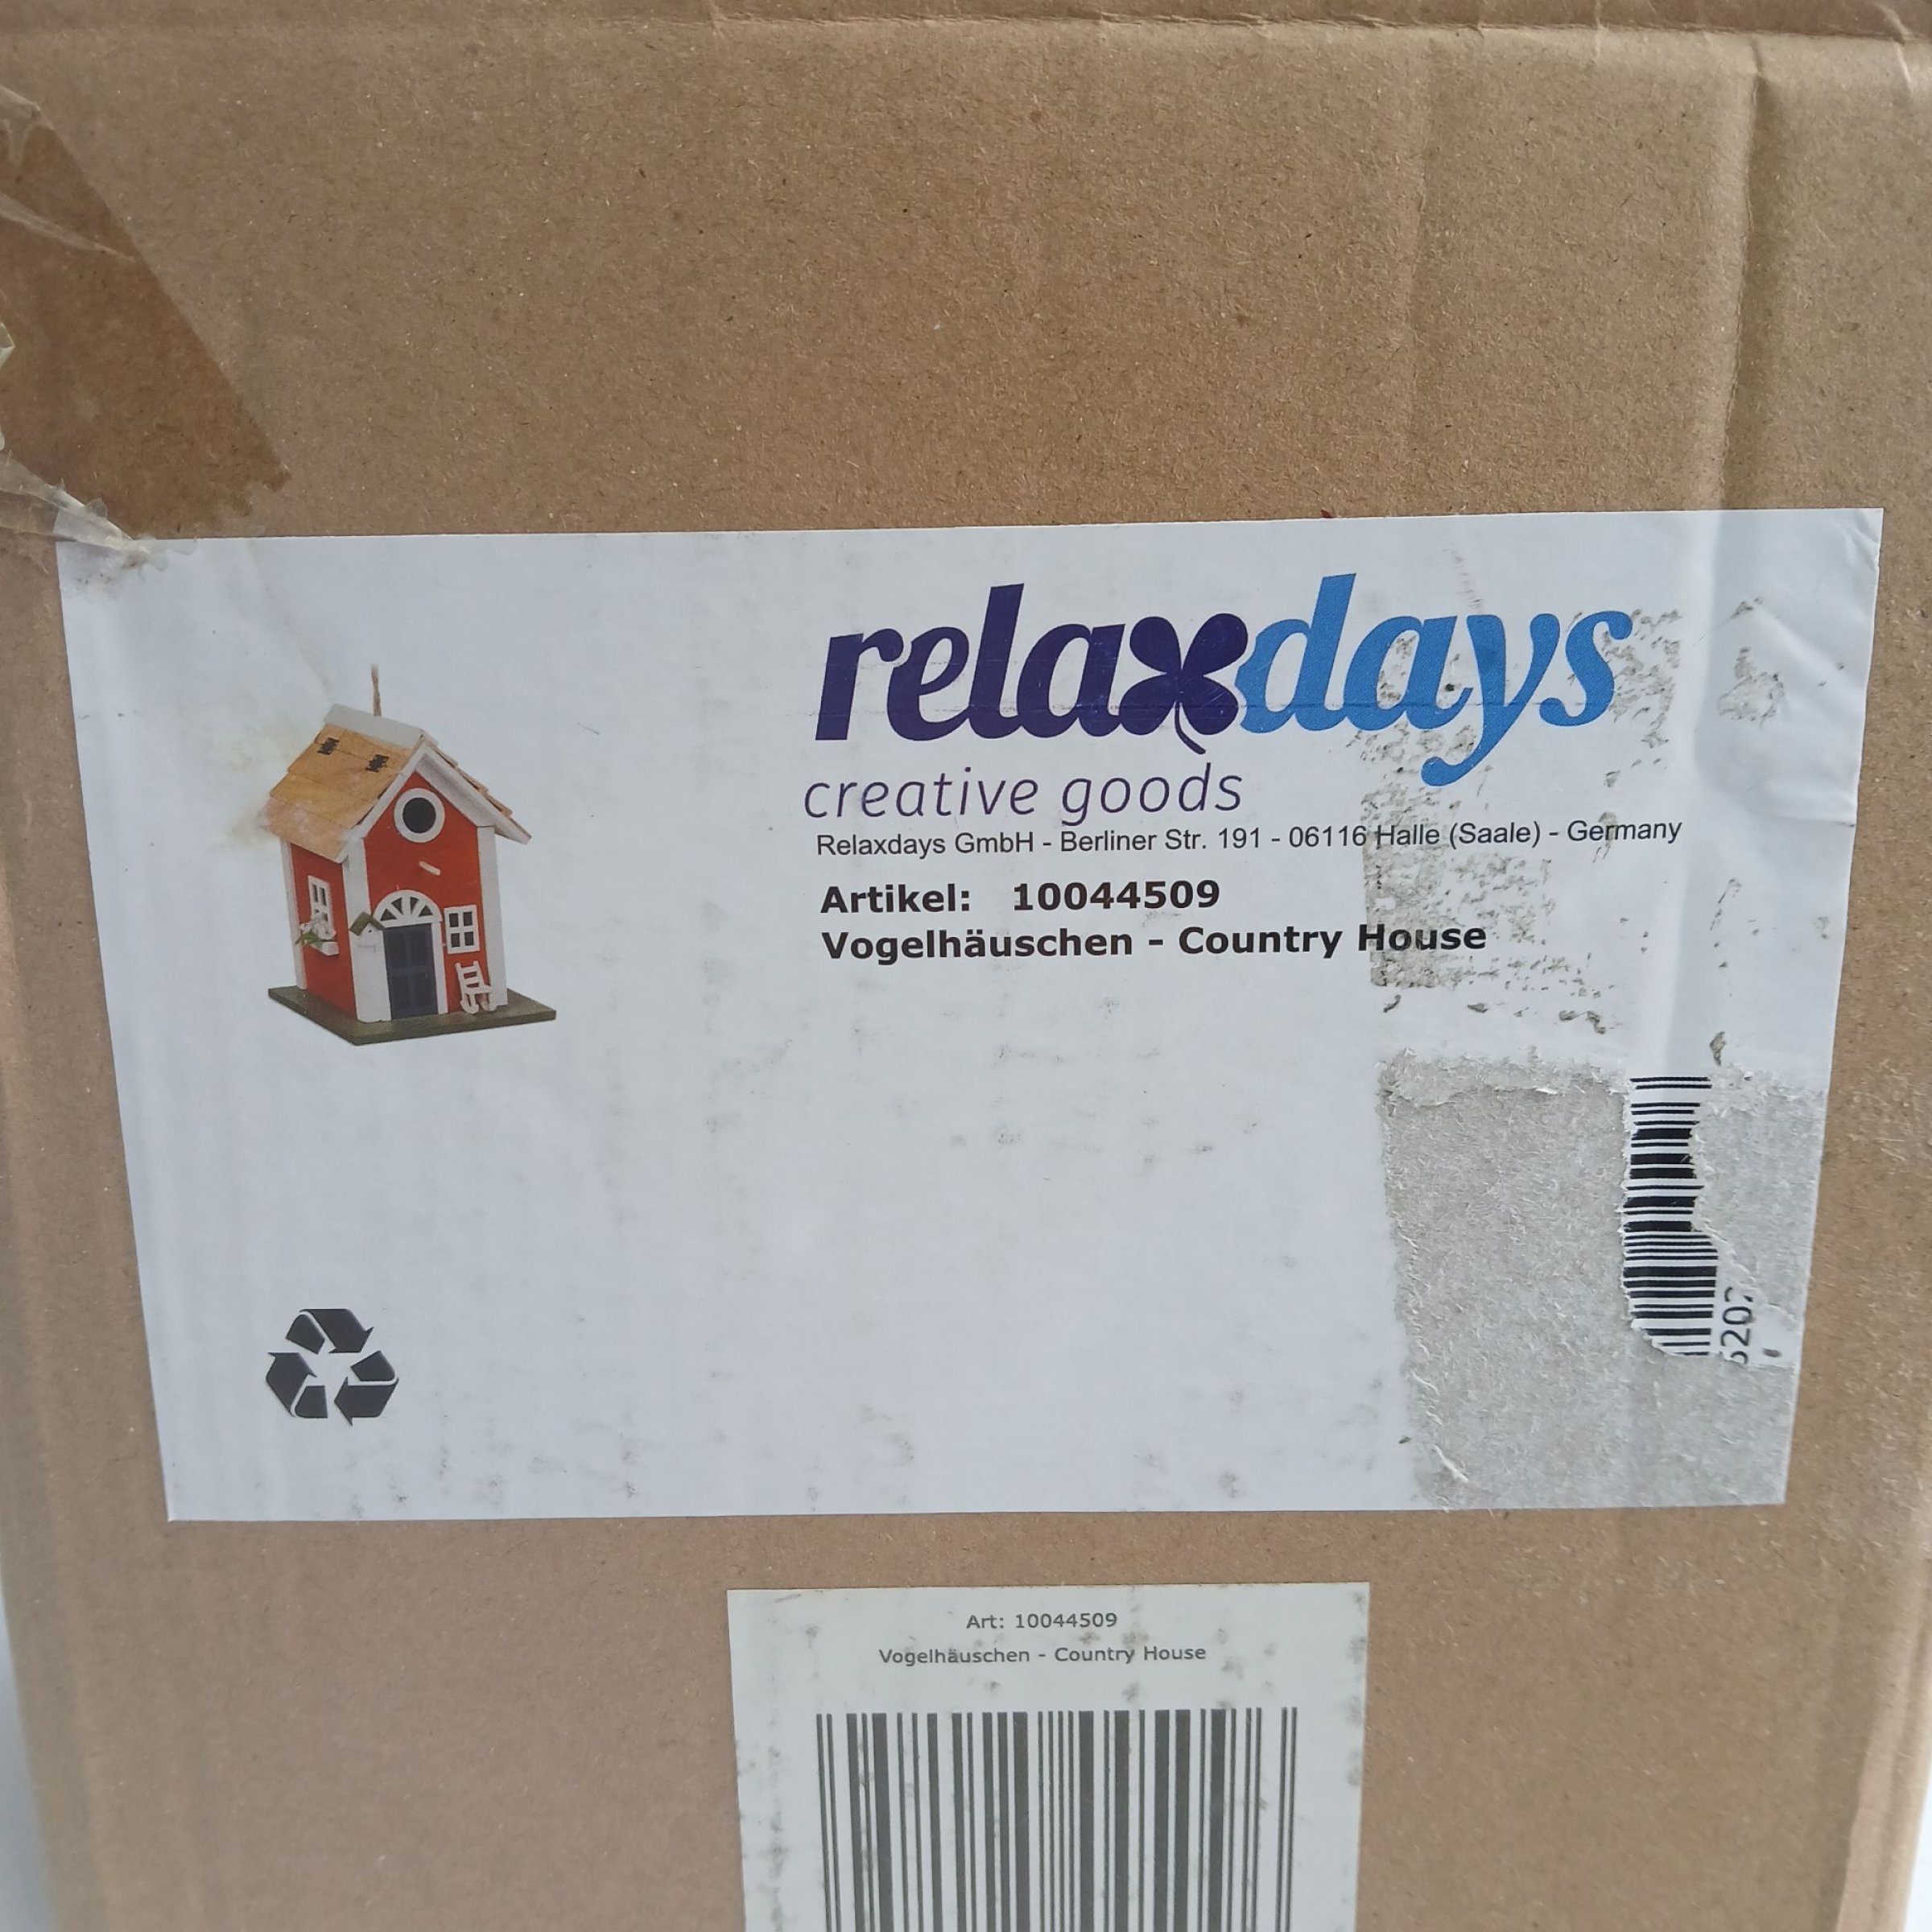 relaxdays
creative goods
Relaxdays GmbH - Berliner Str. 191 - 06116 Halle (Saale) - Germany
Artikel: 10044509
Vogelhäuschen - Country House
Art: 10044509
Vogelhäuschen - Country House